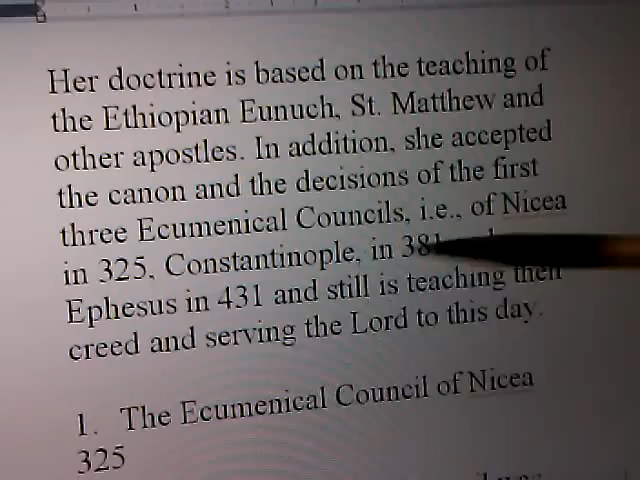 Her doctrine is based on the teaching of
the Ethiopian Eunuch, St. Matthew and
other apostles. In addition, she accepted
the canon and the decisions of the first
three Ecumenical Councils, i.e., of Nicea
in 325, Constantinople, in 381
Ephesus in 431 and still is teaching their
creed and serving the Lord to this day.
1. The Ecumenical Council of Nicea
325